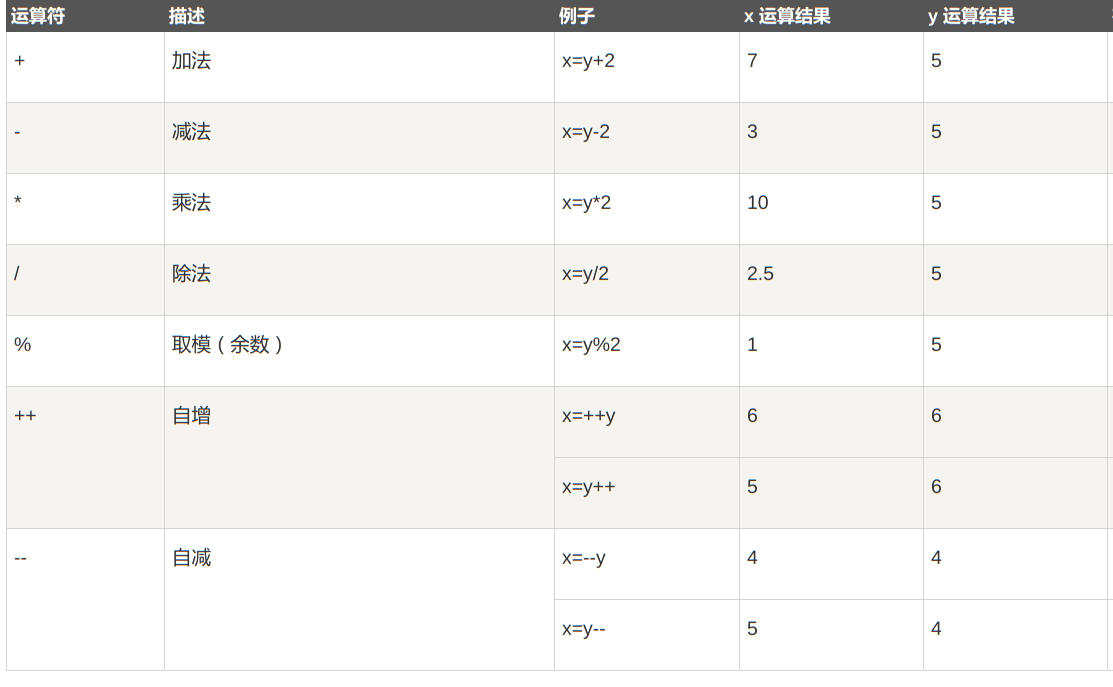 运算符 描述 例子 x 运算结果 y 运算结果
+ 加法 x=y+2 7 5
- 减法 x=y-2 3 5
* 乘法 x=y*2 10 5
/ 除法 x=y/2 2.5 5
% 取模（余数） x=y%2 1 5
++ 自增 x=++y 6 6
x=y++ 5 6
-- 自减 x=--y 4 4
x=y-- 5 4